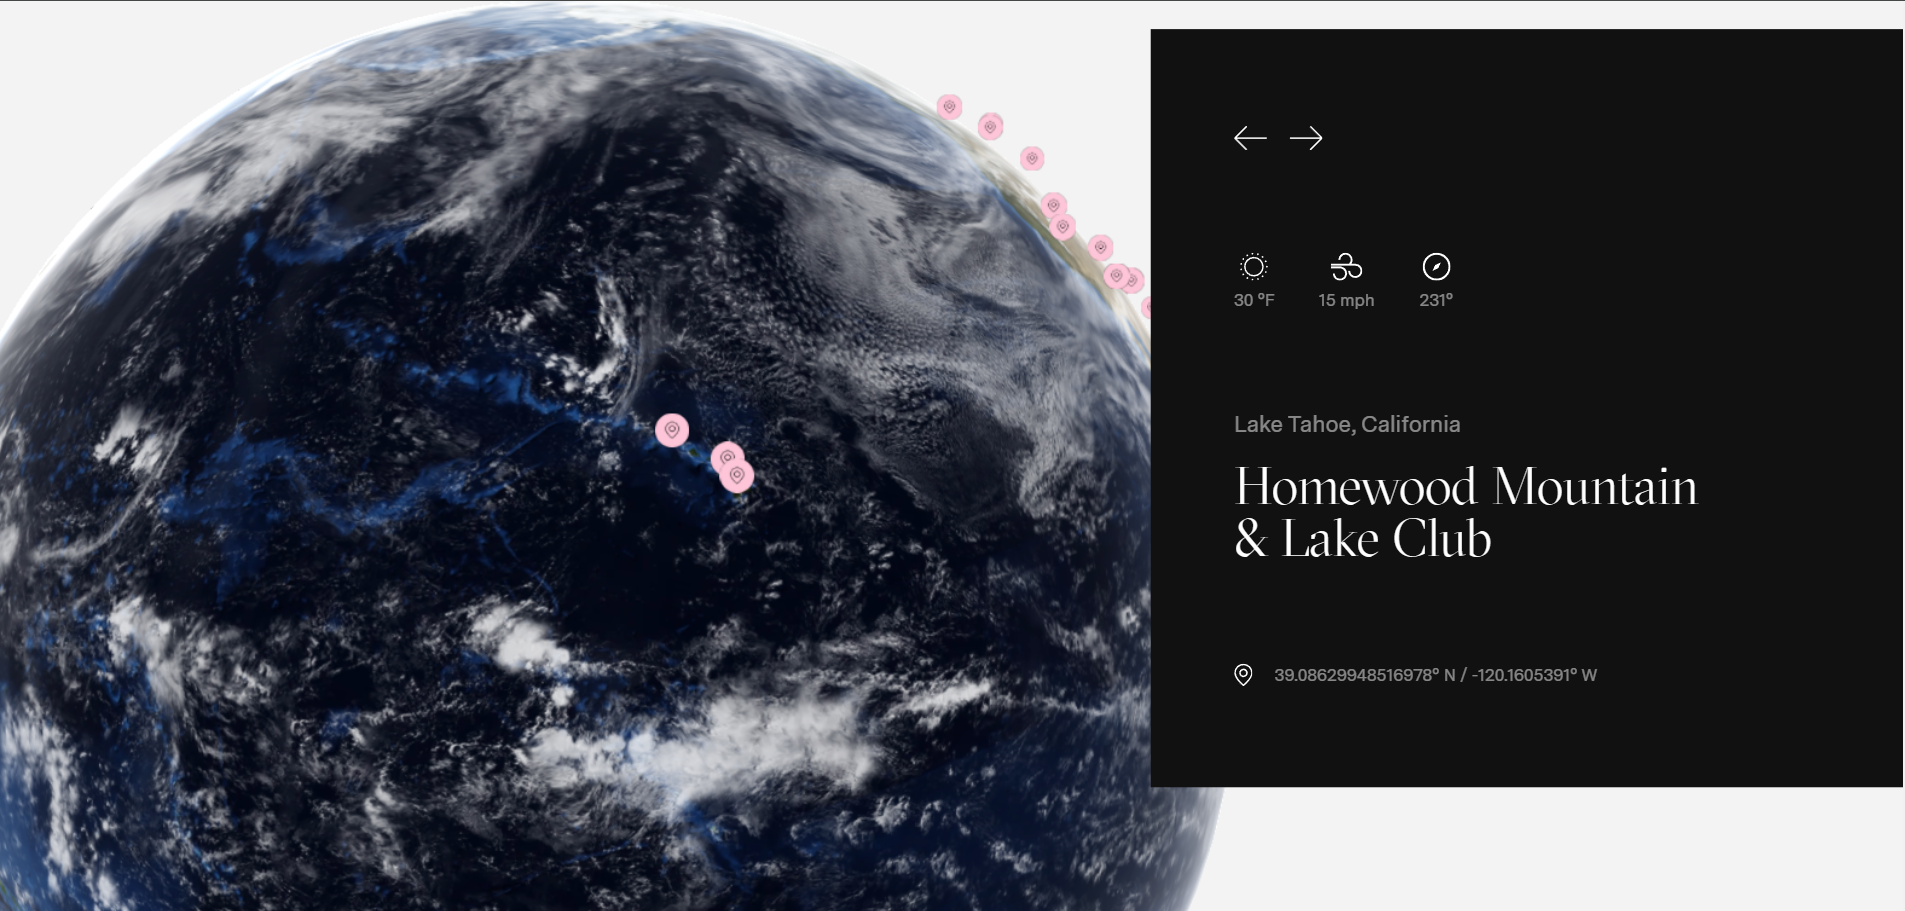 30 °F
15 mph
231°
Lake Tahoe, California
Homewood Mountain
& Lake Club
39.08629948516978° N / -120.1605391° W